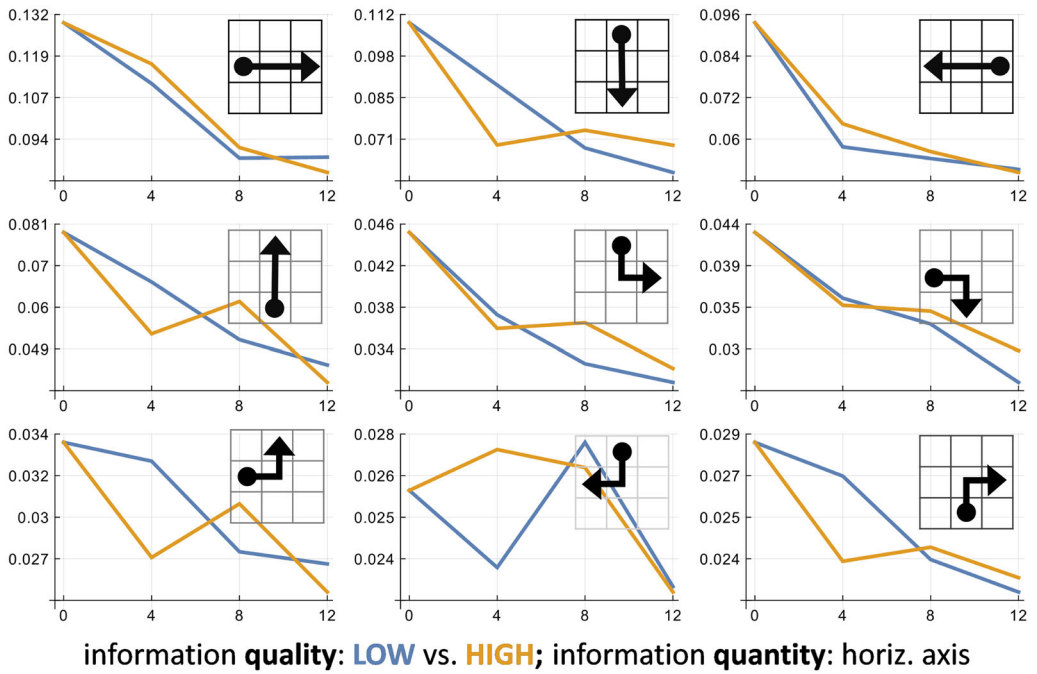 0.132 0.112 0.096
0.119 0.098 0.084
0.107 0.085 0.072
0.094 0.071 0.06
0 4 8 12 0 4 8 12 0 4 8 12
0.081 0.046 0.044
0.07 0.042 0.039
0.06 0.038 0.035
0.049 0.034 0.03
0 4 8 12 0 4 8 12 0 4 8 12
0.034 0.028 0.029
0.032 0.026 0.027
0.03 0.025 0.025
0.027 0.024 0.024
0 4 8 12 0 4 8 12 0 4 8 12
information quality: LOW vs. HIGH; information quantity: horiz. axis